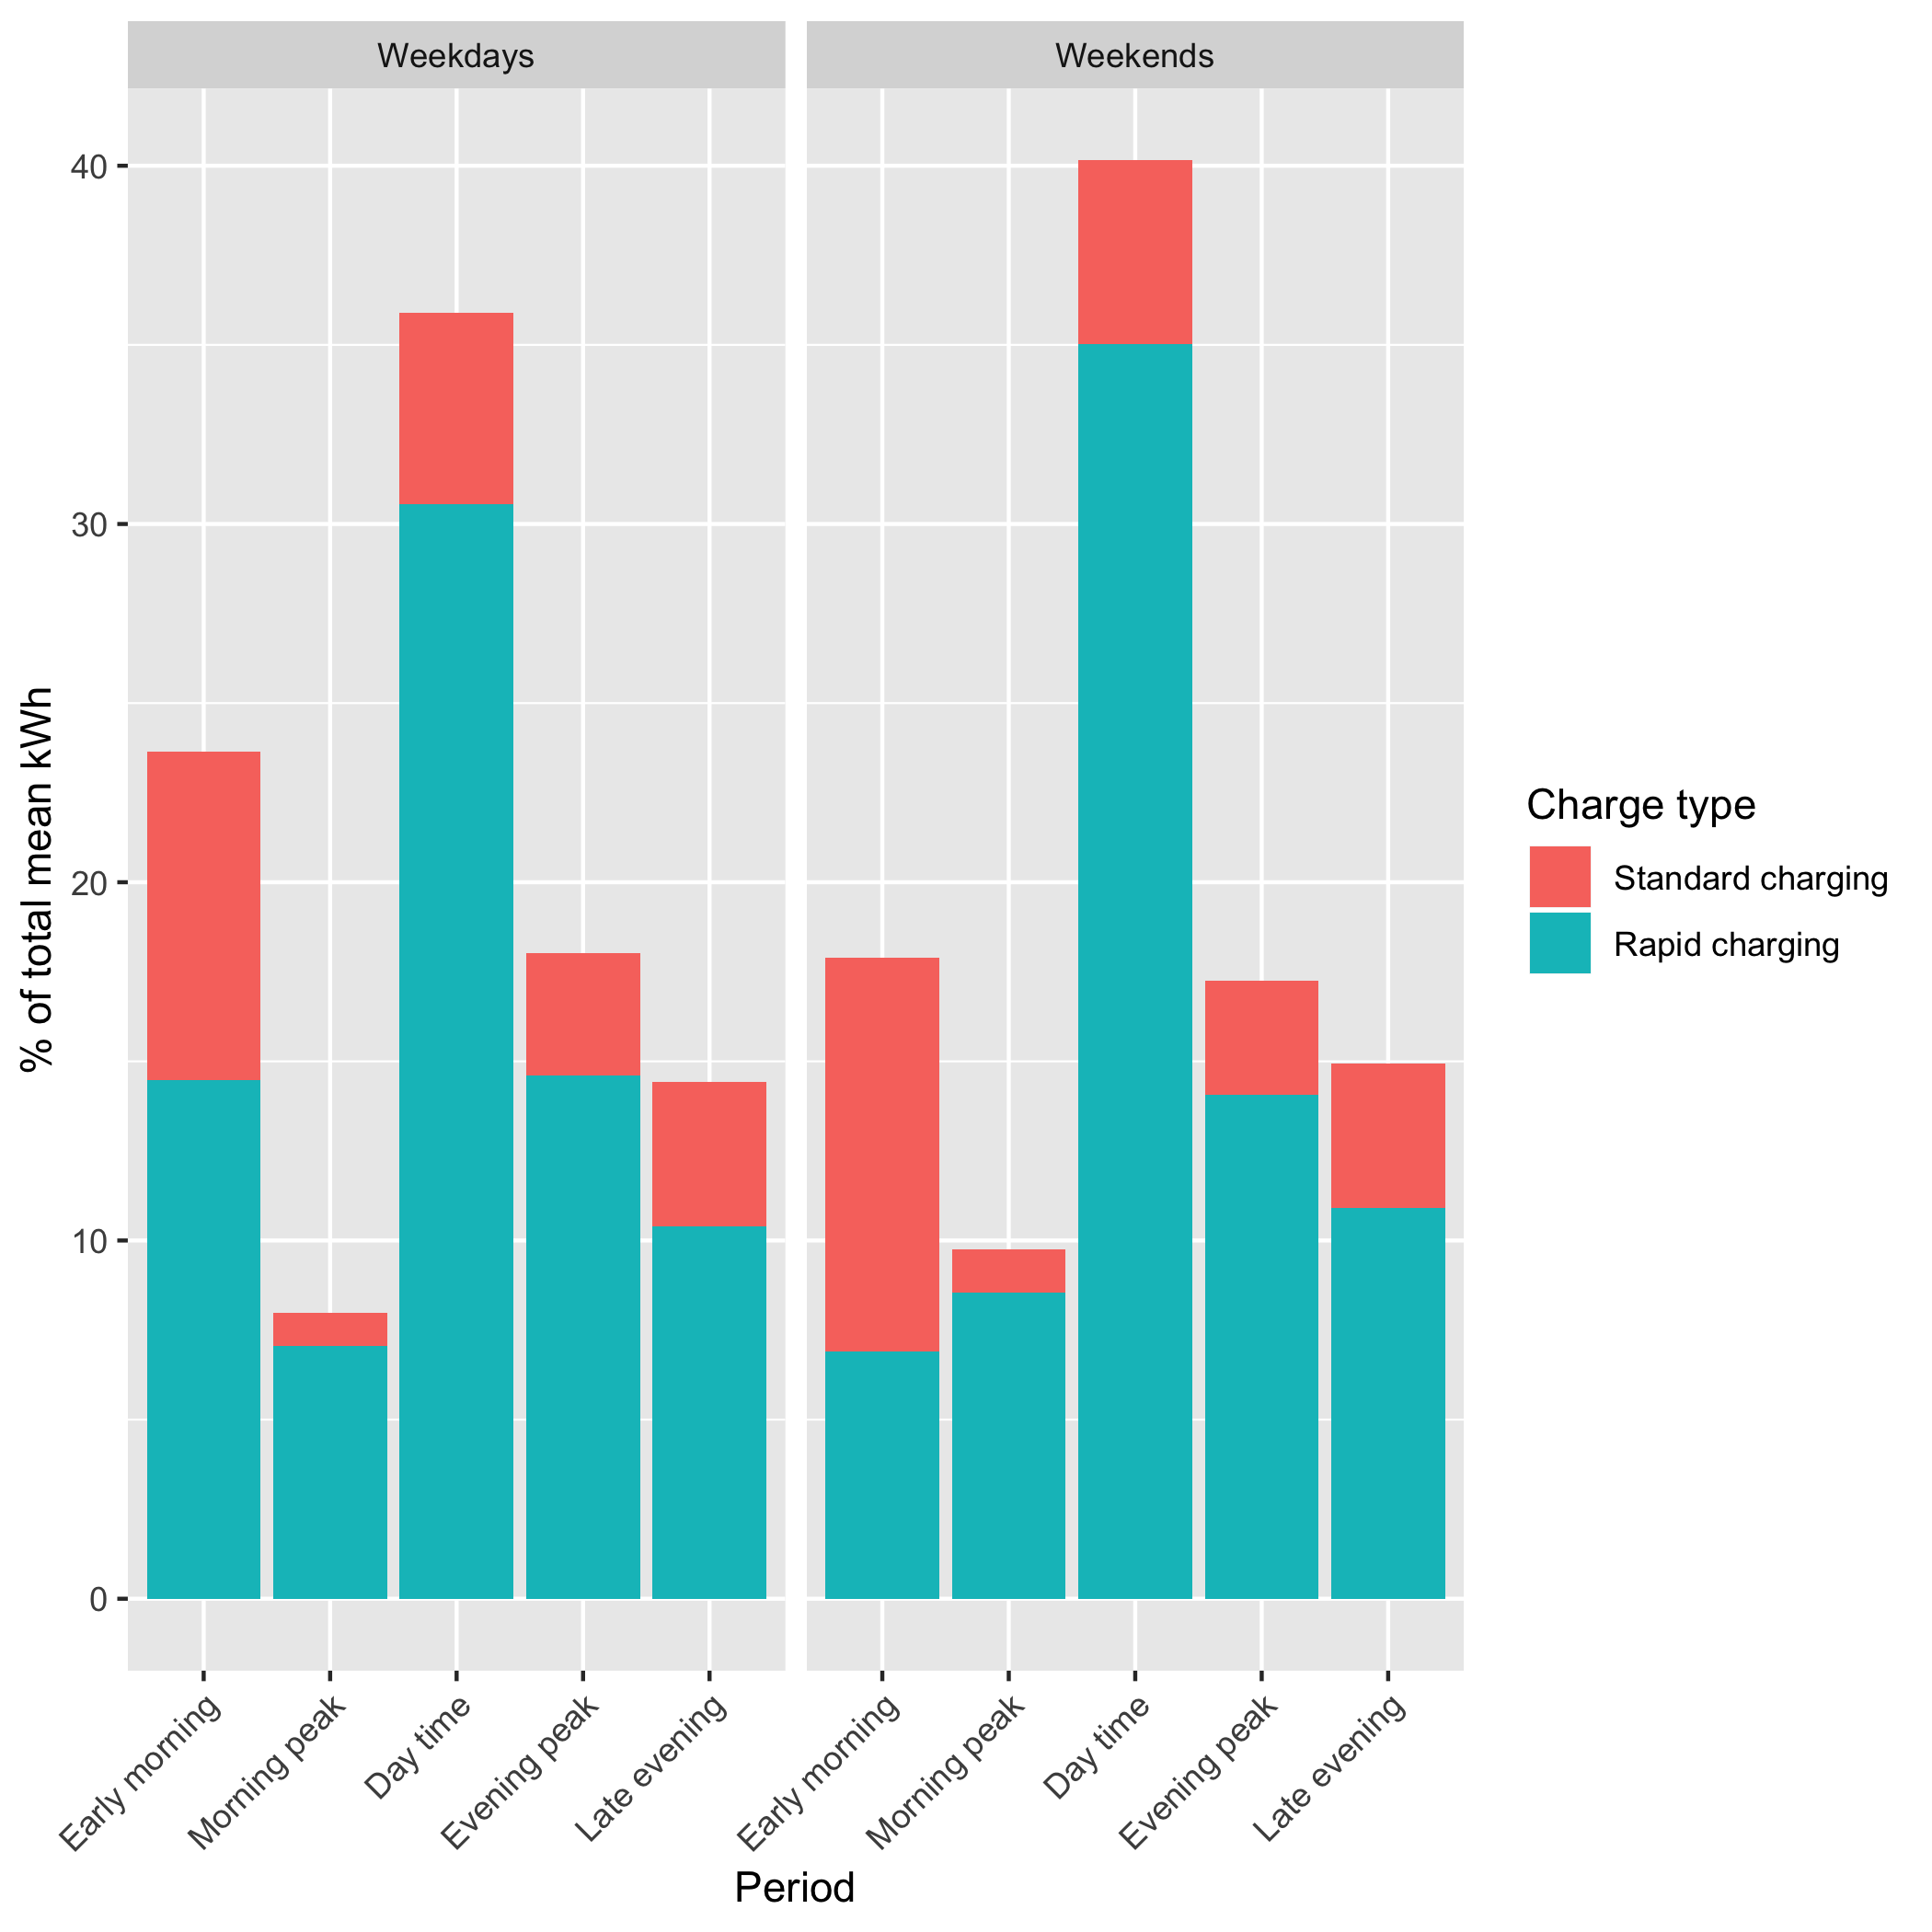 Weekdays
Weekends
40
30
20
10
0
% of total mean kWh
Early morning
Morning peak
Day time
Evening peak
Late evening
Early morning
Morning peak
Day time
Evening peak
Late evening
Period
Charge type
Standard charging
Rapid charging